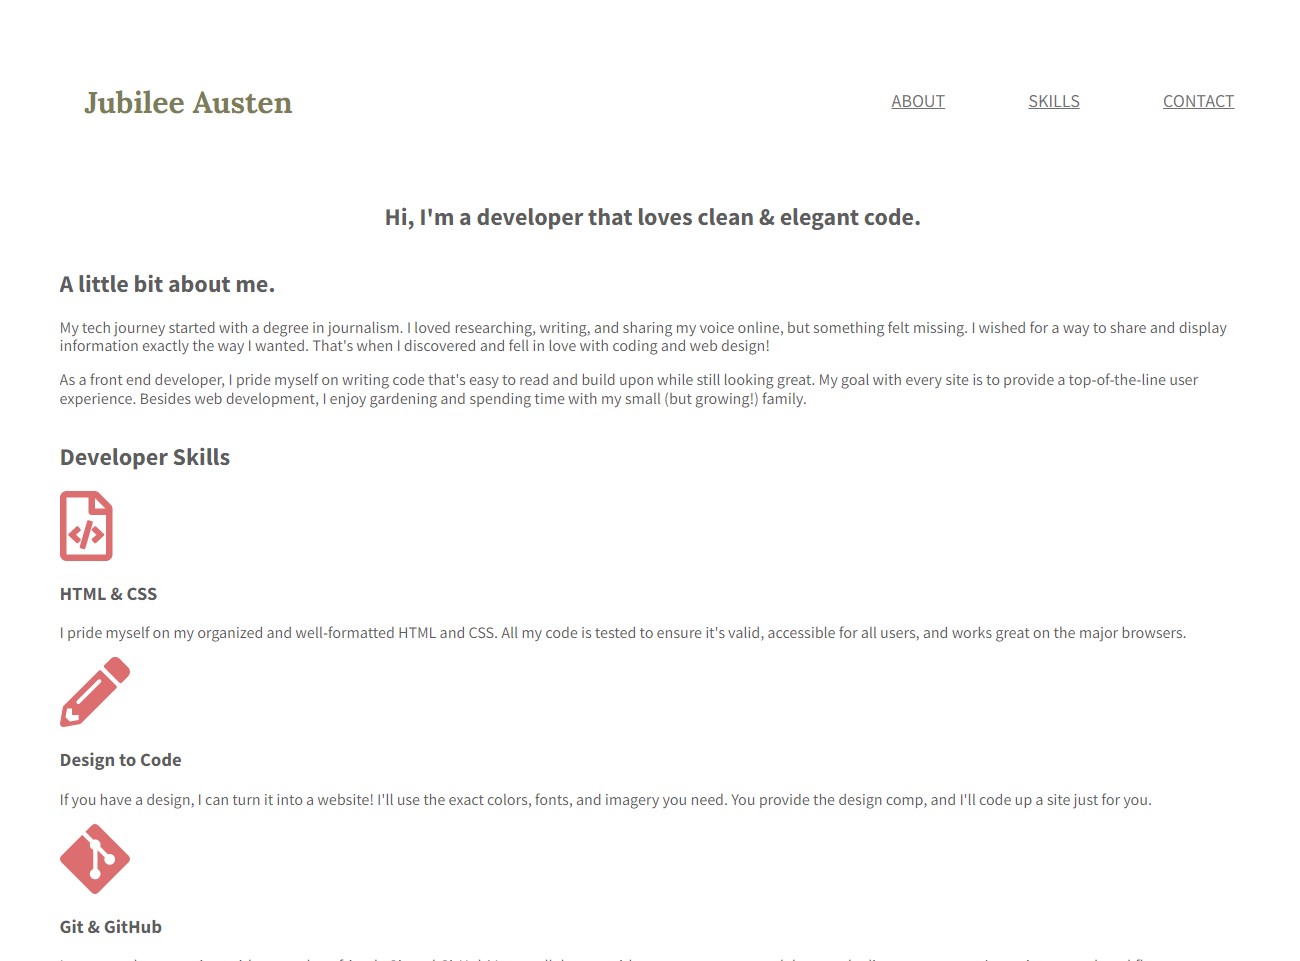 Jubilee Austen
ABOUT
SKILLS
CONTACT
Hi, I'm a developer that loves clean & elegant code.
A little bit about me.
My tech journey started with a degree in journalism. I loved researching, writing, and sharing my voice online, but something felt missing. I wished for a way to share and display
information exactly the way I wanted. That's when I discovered and fell in love with coding and web design!
As a front end developer, I pride myself on writing code that's easy to read and build upon while still looking great. My goal with every site is to provide a top-of-the-line user
experience. Besides web development, I enjoy gardening and spending time with my small (but growing!) family.
Developer Skills
HTML & CSS
I pride myself on my organized and well-formatted HTML and CSS. All my code is tested to ensure it's valid, accessible for all users, and works great on the major browsers.
Design to Code
If you have a design, I can turn it into a website! I'll use the exact colors, fonts, and imagery you need. You provide the design comp, and I'll code up a site just for you.
Git & GitHub